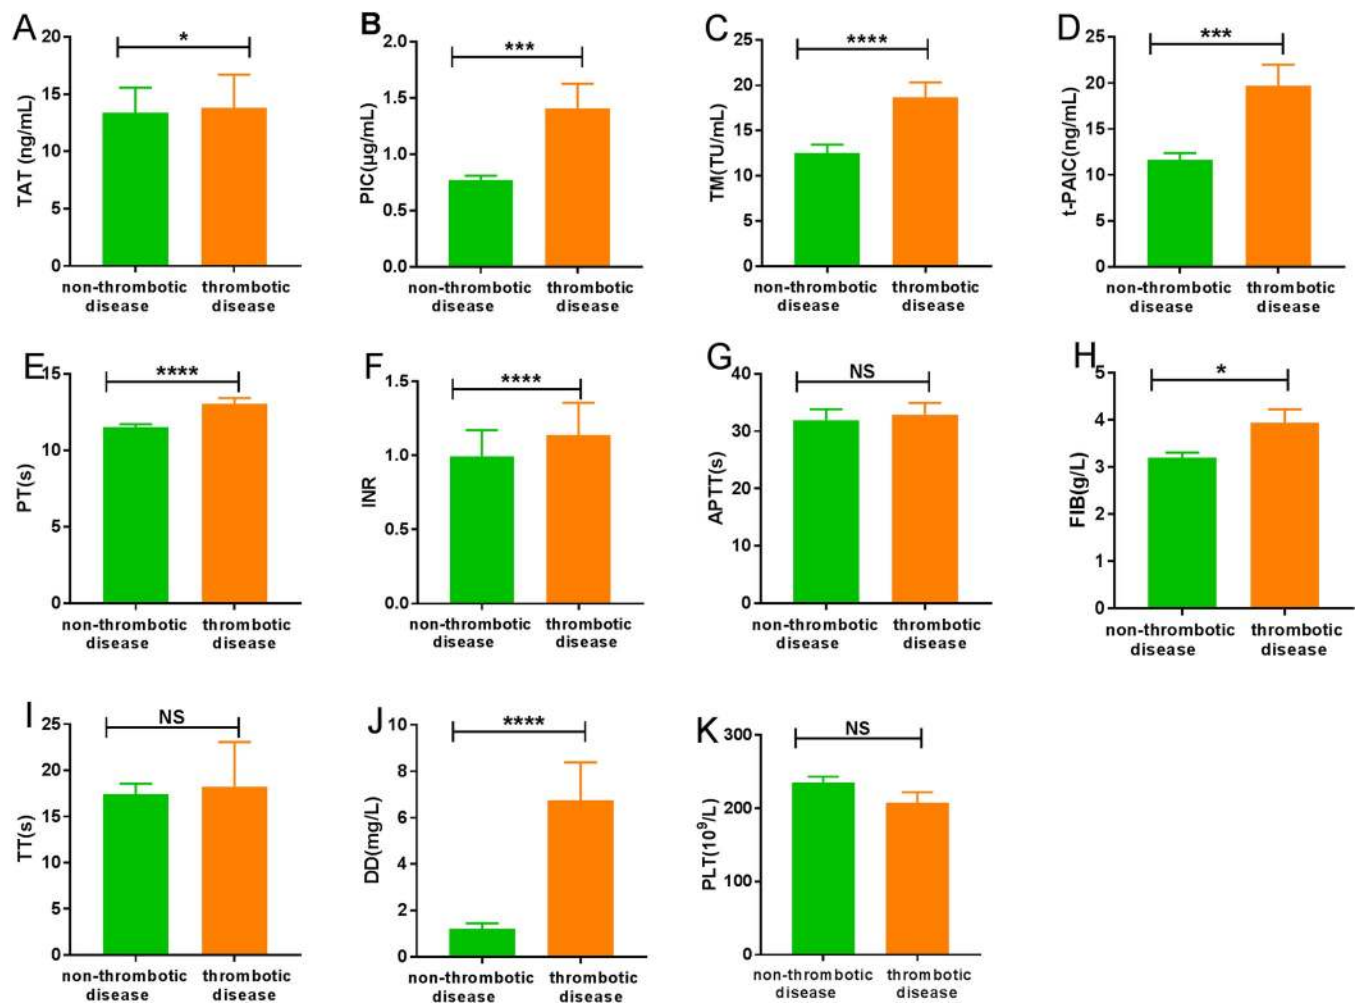 A
TAT (ng/mL)
20
15
10
5
0
*
non-thrombotic disease
thrombotic disease
B
PIC(µg/mL)
2.0
1.5
1.0
0.5
0.0
***
non-thrombotic disease
thrombotic disease
C
TM(TU/mL)
25
20
15
10
5
0
****
non-thrombotic disease
thrombotic disease
D
t-PAIC(ng/mL)
25
20
15
10
5
0
***
non-thrombotic disease
thrombotic disease
E
PT(s)
15
10
5
0
****
non-thrombotic disease
thrombotic disease
F
INR
1.5
1.0
0.5
0.0
****
non-thrombotic disease
thrombotic disease
G
APTT(s)
40
30
20
10
0
NS
non-thrombotic disease
thrombotic disease
H
FIB(g/L)
5
4
3
2
1
0
*
non-thrombotic disease
thrombotic disease
I
TT(s)
25
20
15
10
5
0
NS
non-thrombotic disease
thrombotic disease
J
DD(mg/L)
10
8
6
4
2
0
****
non-thrombotic disease
thrombotic disease
K
PLT(10⁹/L)
300
200
100
0
NS
non-thrombotic disease
thrombotic disease